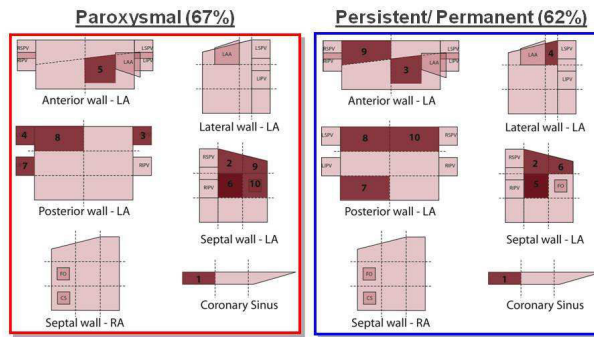 Paroxysmal (67%)
RSPV
LSPV
RIPV
5
LAA
LIPV
Anterior wall - LA
LAA
LSPV
LIPV
Lateral wall - LA
4
8
3
7
RIPV
Posterior wall - LA
RSPV
2
9
RIPV
6
10
Septal wall - LA
FO
CS
Septal wall - RA
1
Coronary Sinus
Persistent/ Permanent (62%)
RSPV
9
LSPV
RIPV
3
LAA
LIPV
Anterior wall - LA
LAA
4
LSPV
LIPV
Lateral wall - LA
LSPV
8
10
RSPV
LIPV
RIPV
7
Posterior wall - LA
RSPV
2
6
RIPV
5
FO
Septal wall - LA
FO
CS
Septal wall - RA
1
Coronary Sinus